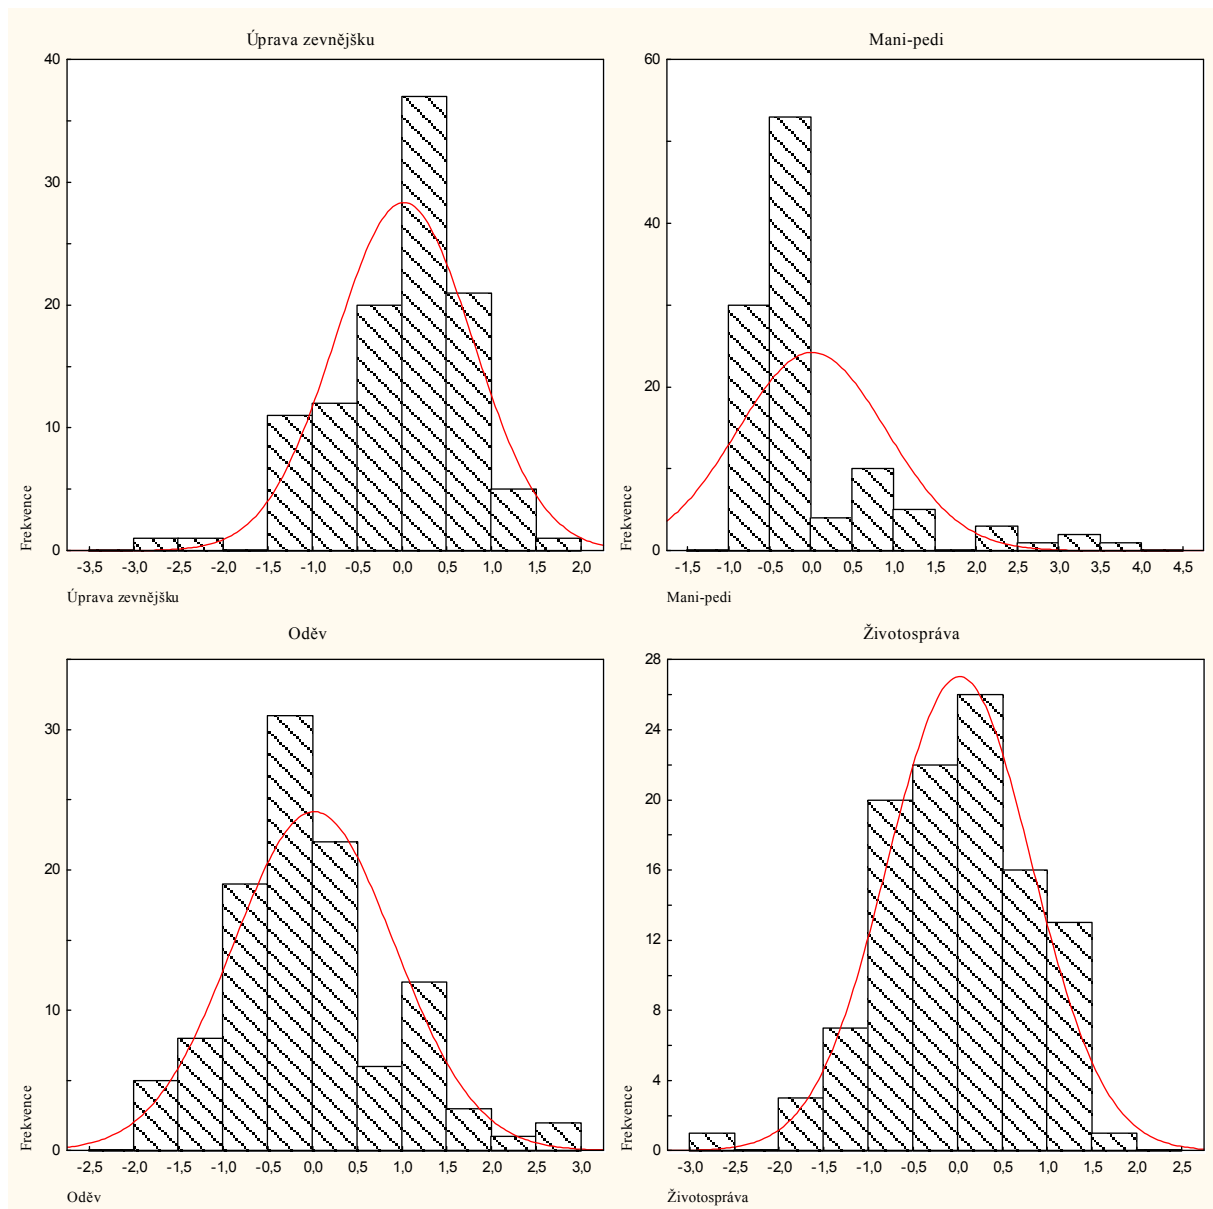 Úprava zevnějšku
40
30
20
10
0
Frekvence
-3,5 -3,0 -2,5 -2,0 -1,5 -1,0 -0,5 0,0 0,5 1,0 1,5 2,0
Úprava zevnějšku
Mani-pedi
60
40
20
0
Frekvence
-1,5 -1,0 -0,5 0,0 0,5 1,0 1,5 2,0 2,5 3,0 3,5 4,0 4,5
Mani-pedi
Oděv
30
20
10
0
Frekvence
-2,5 -2,0 -1,5 -1,0 -0,5 0,0 0,5 1,0 1,5 2,0 2,5 3,0
Oděv
Životospráva
28
24
20
16
12
8
4
0
Frekvence
-3,0 -2,5 -2,0 -1,5 -1,0 -0,5 0,0 0,5 1,0 1,5 2,0 2,5
Životospráva